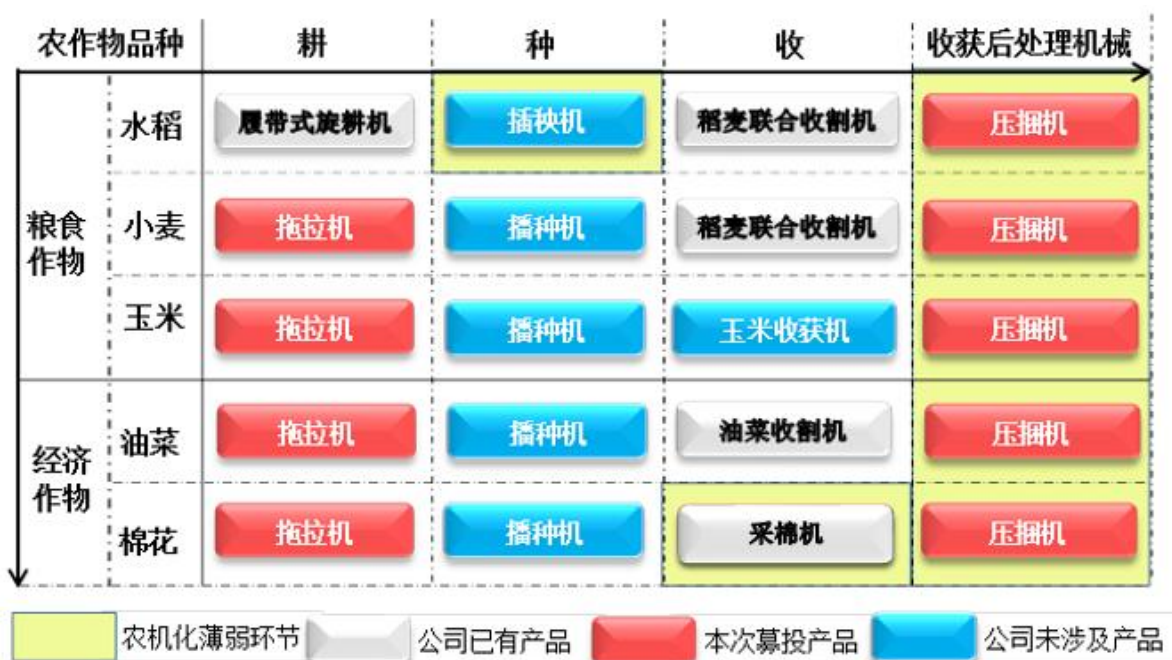 农作物品种 耕 种 收 收获后处理机械
粮食作物
水稻 履带式旋耕机 插秧机 稻麦联合收割机 压捆机
小麦 拖拉机 播种机 稻麦联合收割机 压捆机
玉米 拖拉机 播种机 玉米收获机 压捆机
经济作物
油菜 拖拉机 播种机 油菜收割机 压捆机
棉花 拖拉机 播种机 采棉机 压捆机
农机化薄弱环节 公司已有产品 本次募投产品 公司未涉及产品